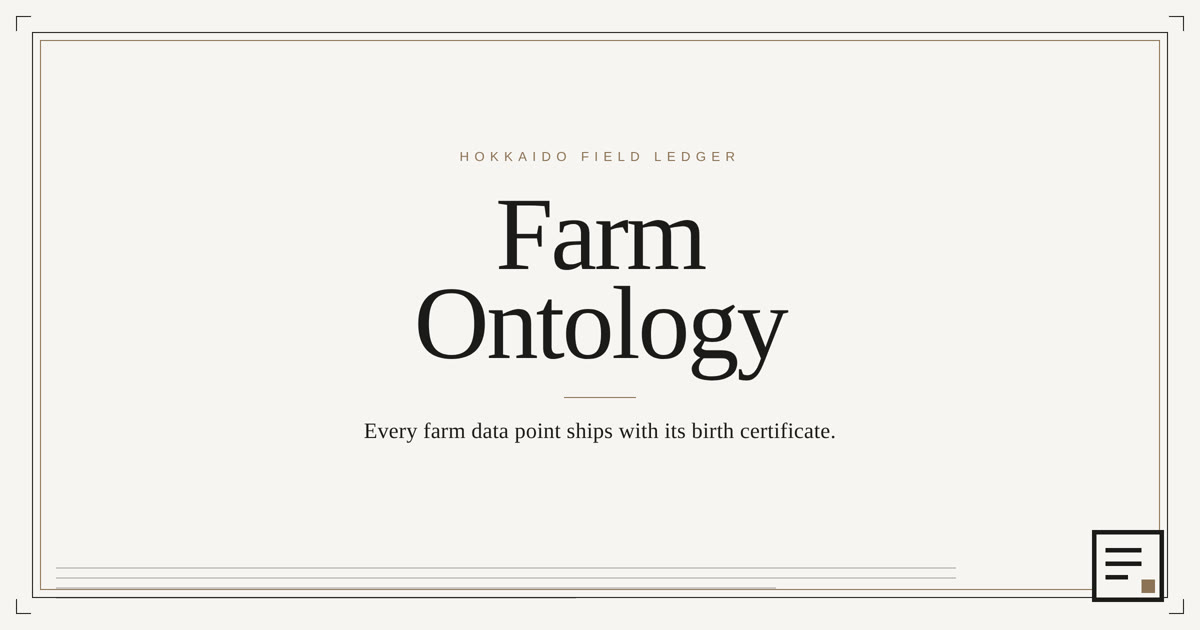 HOKKAIDO FIELD LEDGER
Farm
Ontology
Every farm data point ships with its birth certificate.